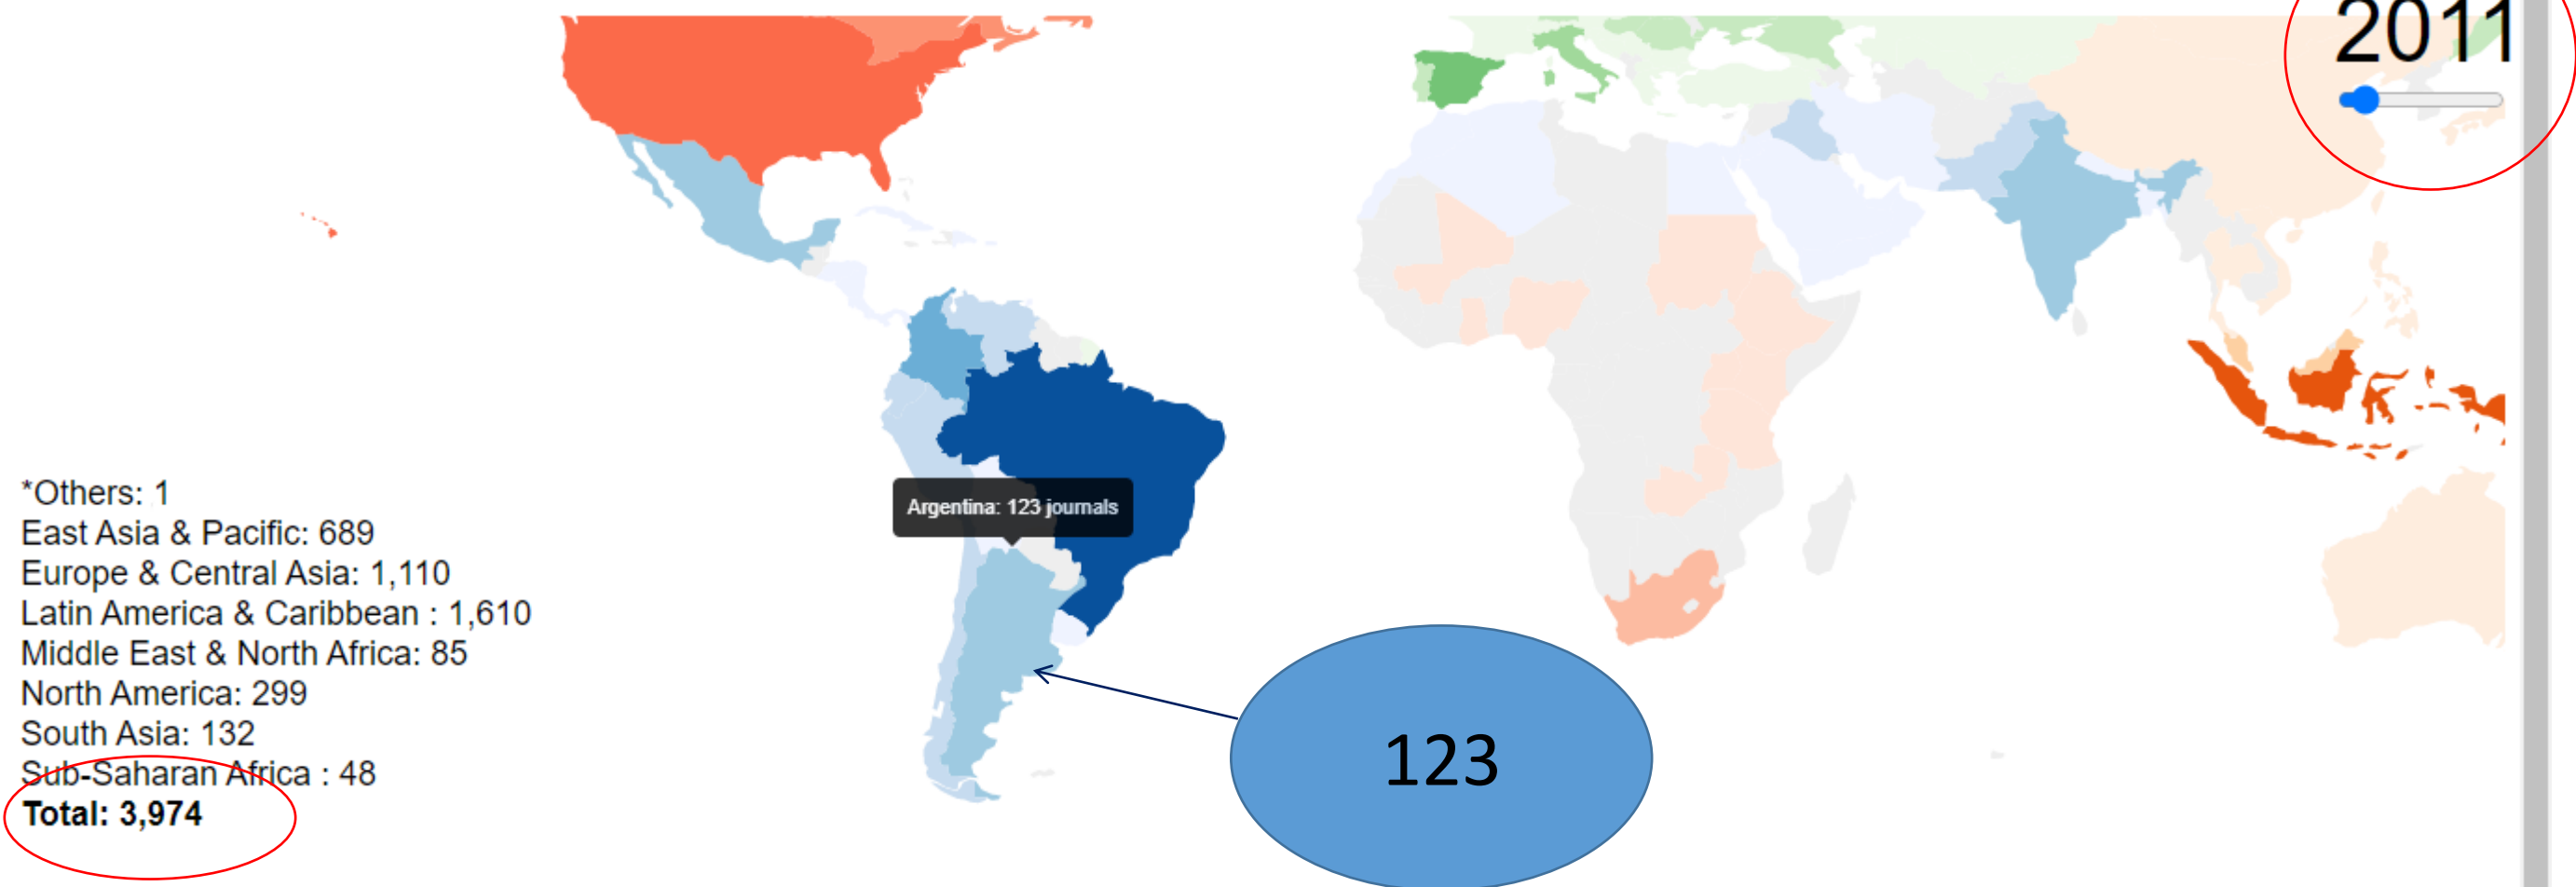 2011
*Others: 1
East Asia & Pacific: 689
Europe & Central Asia: 1,110
Latin America & Caribbean : 1,610
Middle East & North Africa: 85
North America: 299
South Asia: 132
Sub-Saharan Africa : 48
Total: 3,974
Argentina: 123 journals
123